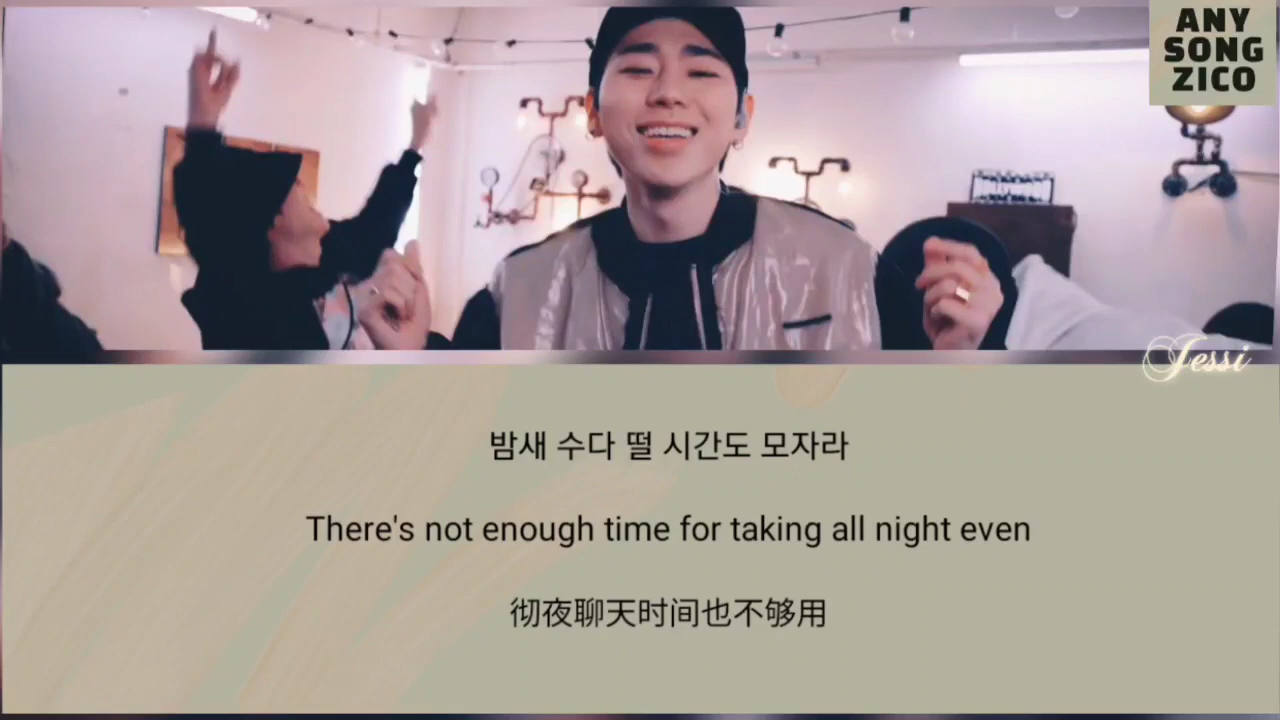 ANY
SONG
ZICO
Jessi
밤새 수다 떨 시간도 모자라
There's not enough time for taking all night even
彻夜聊天时间也不够用